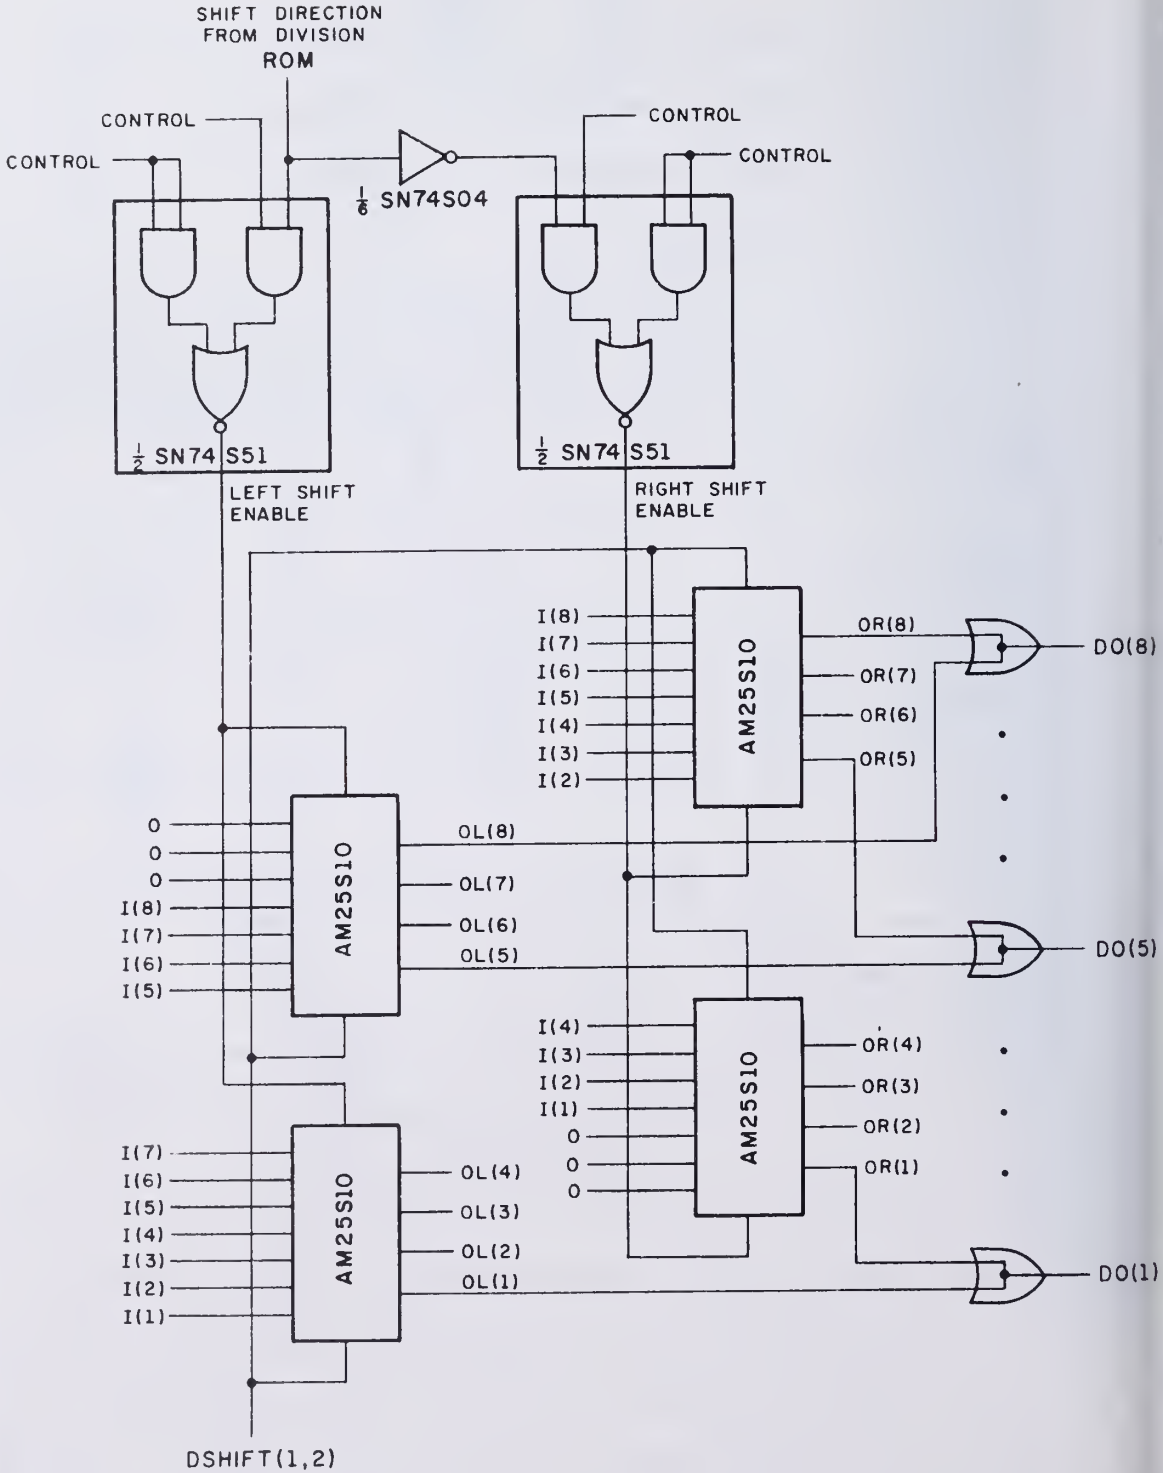 SHIFT DIRECTION
FROM DIVISION
ROM
CONTROL
CONTROL
CONTROL
CONTROL
1/6 SN74S04
1/2 SN74S51
1/2 SN74S51
LEFT SHIFT
ENABLE
RIGHT SHIFT
ENABLE
I(8)
I(7)
I(6)
I(5)
I(4)
I(3)
I(2)
AM25S10
OR(8)
OR(7)
OR(6)
OR(5)
DO(8)
0
0
0
I(8)
I(7)
I(6)
I(5)
AM25S10
OL(8)
OL(7)
OL(6)
OL(5)
DO(5)
I(4)
I(3)
I(2)
I(1)
0
0
0
AM25S10
OR(4)
OR(3)
OR(2)
OR(1)
I(7)
I(6)
I(5)
I(4)
I(3)
I(2)
I(1)
AM25S10
OL(4)
OL(3)
OL(2)
OL(1)
DO(1)
DSHIFT(1,2)